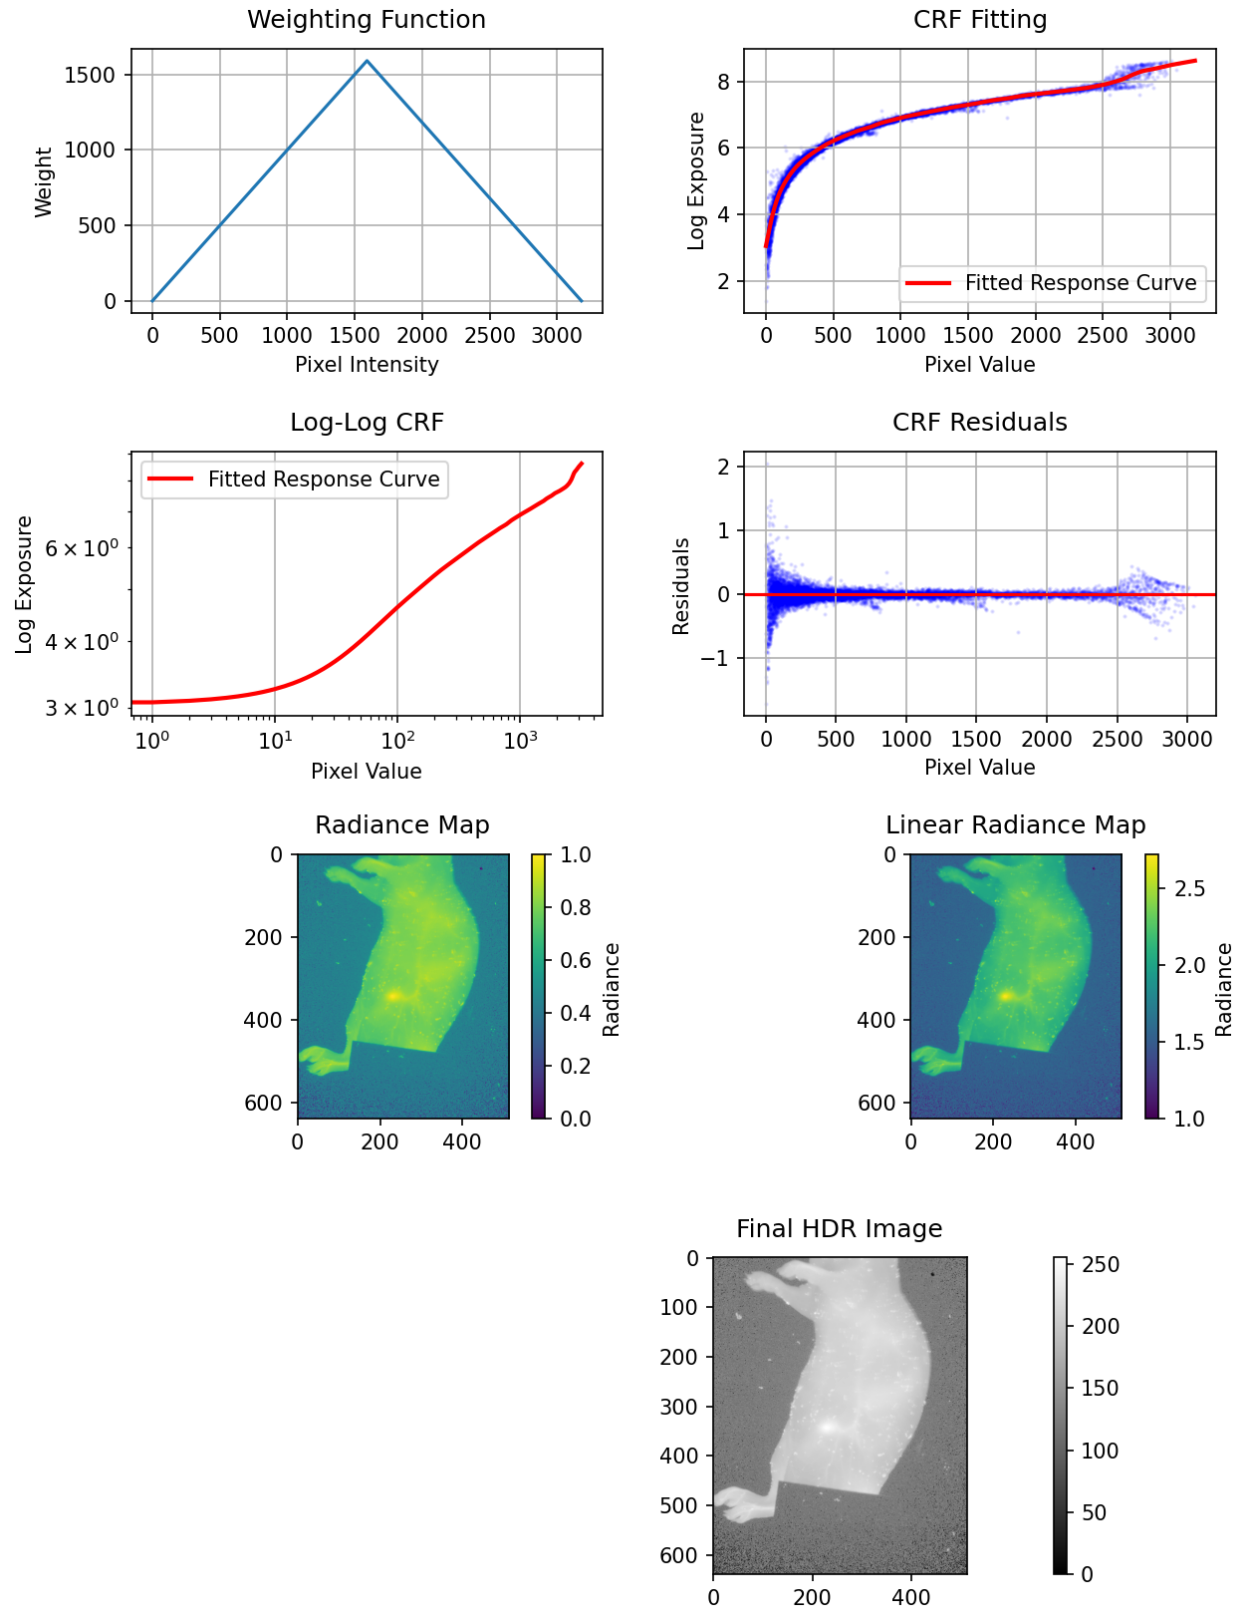 Weighting Function
1500
1000
500
0
Weight
0 500 1000 1500 2000 2500 3000
Pixel Intensity
CRF Fitting
8
6
4
2
Log Exposure
Fitted Response Curve
0 500 1000 1500 2000 2500 3000
Pixel Value
Log-Log CRF
Fitted Response Curve
6 × 10⁰
4 × 10⁰
3 × 10⁰
Log Exposure
10⁰ 10¹ 10² 10³
Pixel Value
CRF Residuals
2
1
0
−1
Residuals
0 500 1000 1500 2000 2500 3000
Pixel Value
Radiance Map
0
200
400
600
0 200 400
1.0
0.8
0.6
0.4
0.2
0.0
Radiance
Linear Radiance Map
0
200
400
600
0 200 400
2.5
2.0
1.5
1.0
Radiance
Final HDR Image
0
100
200
300
400
500
600
0 200 400
250
200
150
100
50
0